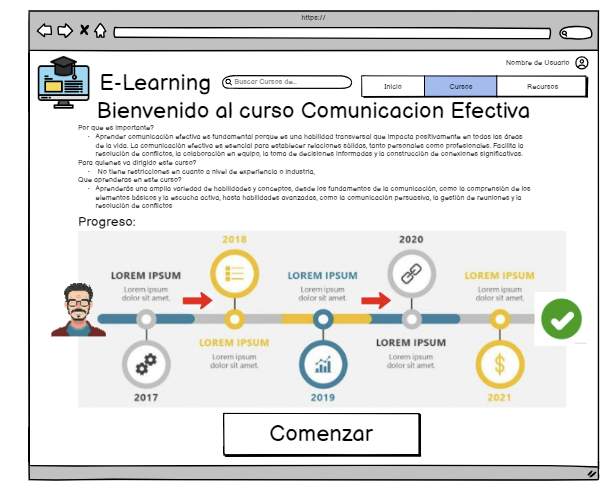 https://
Nombre de Usuario
E-Learning
Buscar Cursos de...
Inicio
Cursos
Recursos
Bienvenido al curso Comunicacion Efectiva
Por que es importante?
- Aprender comunicación efectiva es fundamental porque es una habilidad transversal que impacta positivamente en todas las áreas
de la vida. La comunicación efectiva es esencial para establecer relaciones sólidas, tanto personales como profesionales. Facilita la
resolución de conflictos, la colaboración en equipo, la toma de decisiones informadas y la construcción de conexiones significativas.
Para quienes va dirigido este curso?
- No tiene restricciones en cuanto a nivel de experiencia o industria,
Que aprenderas en este curso?
- Aprenderás una amplia variedad de habilidades y conceptos, desde los fundamentos de la comunicación, como la comprensión de los
elementos básicos y la escucha activa, hasta habilidades avanzadas, como la comunicación persuasiva, la gestión de reuniones y la
resolución de conflictos
Progreso:
2018
2020
LOREM IPSUM
Lorem ipsum
dolor sit amet.
LOREM IPSUM
Lorem ipsum
dolor sit amet.
LOREM IPSUM
Lorem ipsum
dolor sit amet.
LOREM IPSUM
Lorem ipsum
dolor sit amet.
LOREM IPSUM
Lorem ipsum
dolor sit amet.
$
2017
2019
2021
Comenzar